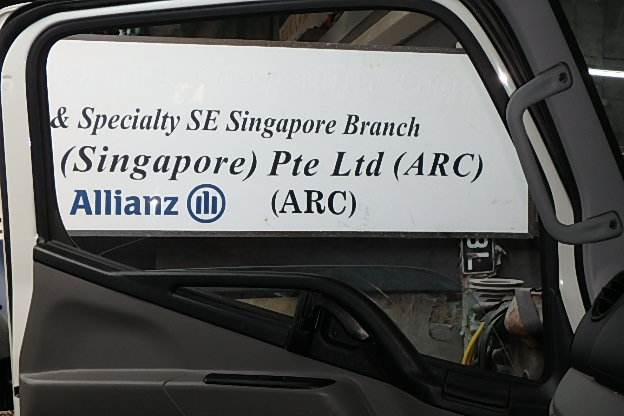 & Specialty SE Singapore Branch
(Singapore) Pte Ltd (ARC)
Allianz (ARC)